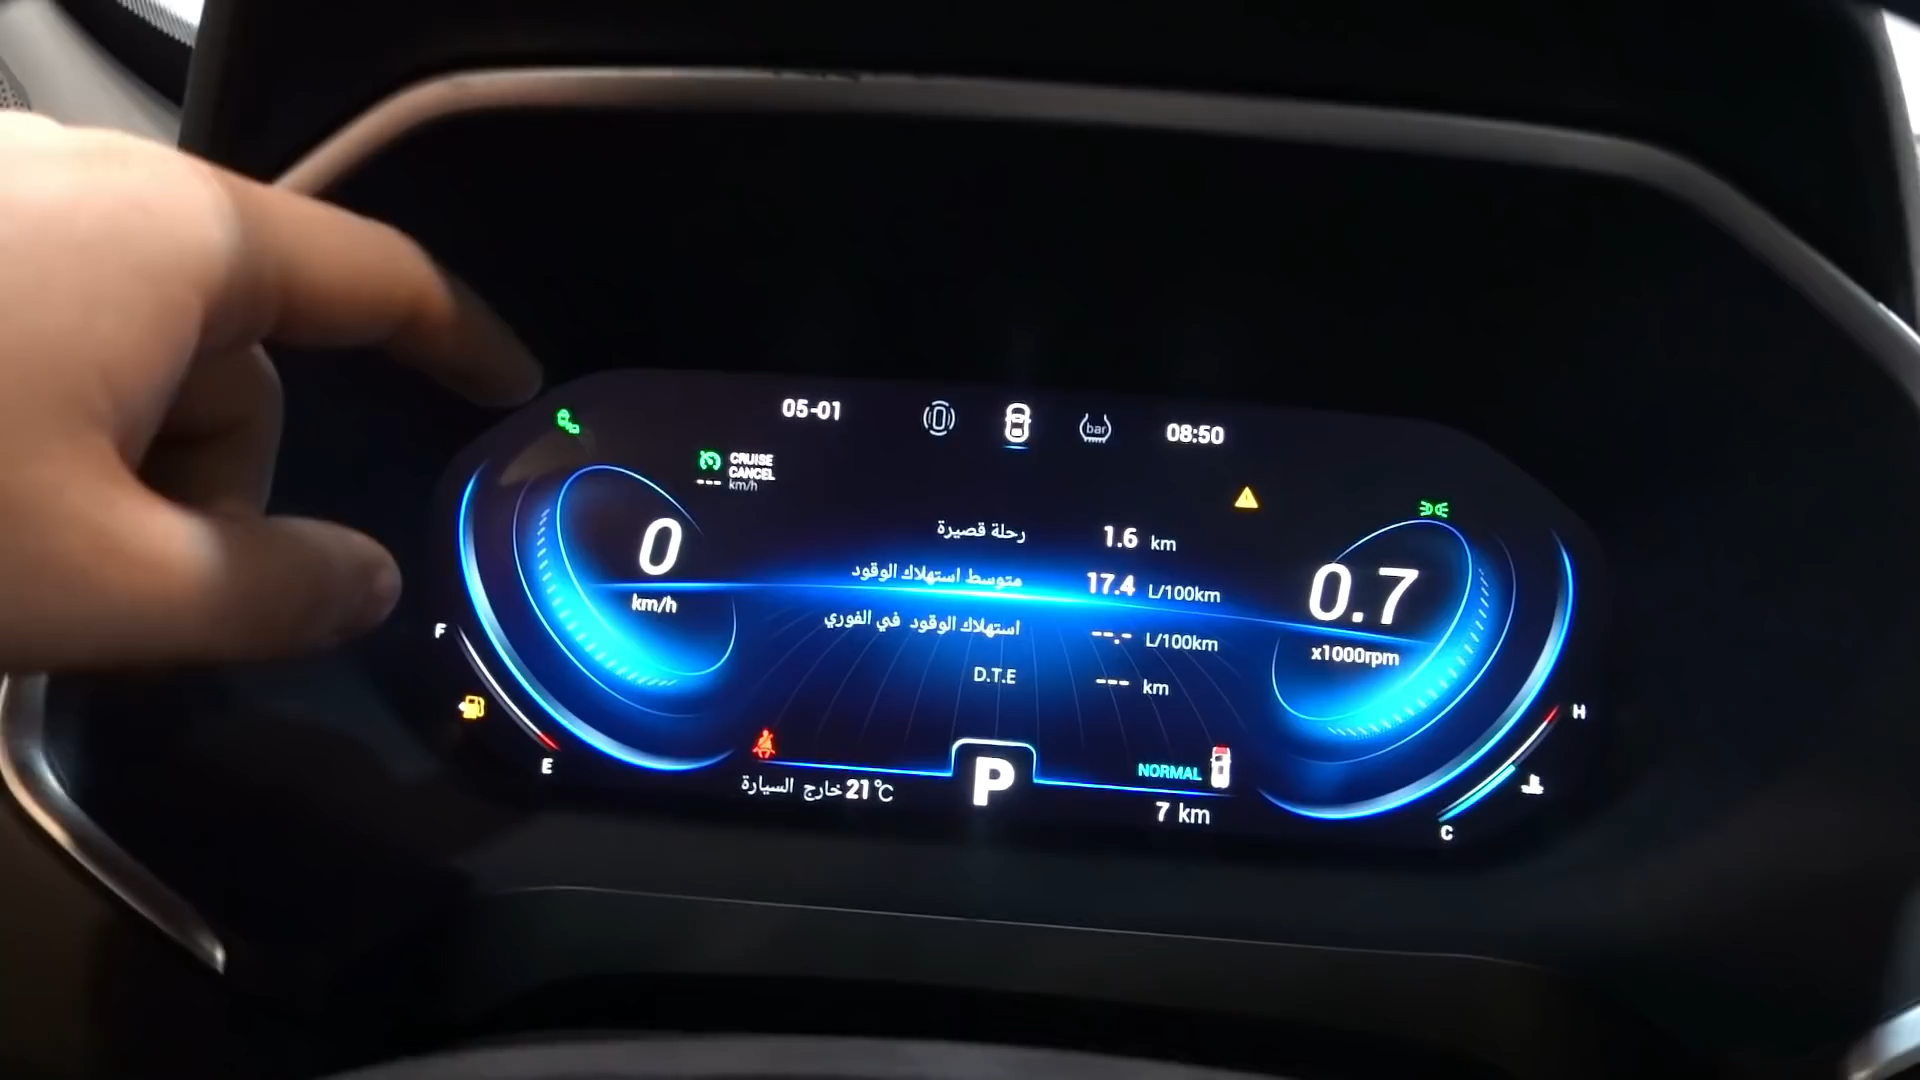 05-01
bar
08:50
CRUISE
CANCEL
--- km/h
رحلة قصيرة 1.6 km
0 km/h
متوسط استهلاك الوقود 17.4 L/100km
0.7 x1000rpm
استهلاك الوقود في الفوري --.- L/100km
D.T.E --- km
F
E
H
C
NORMAL
خارج السيارة 21℃
P
7 km